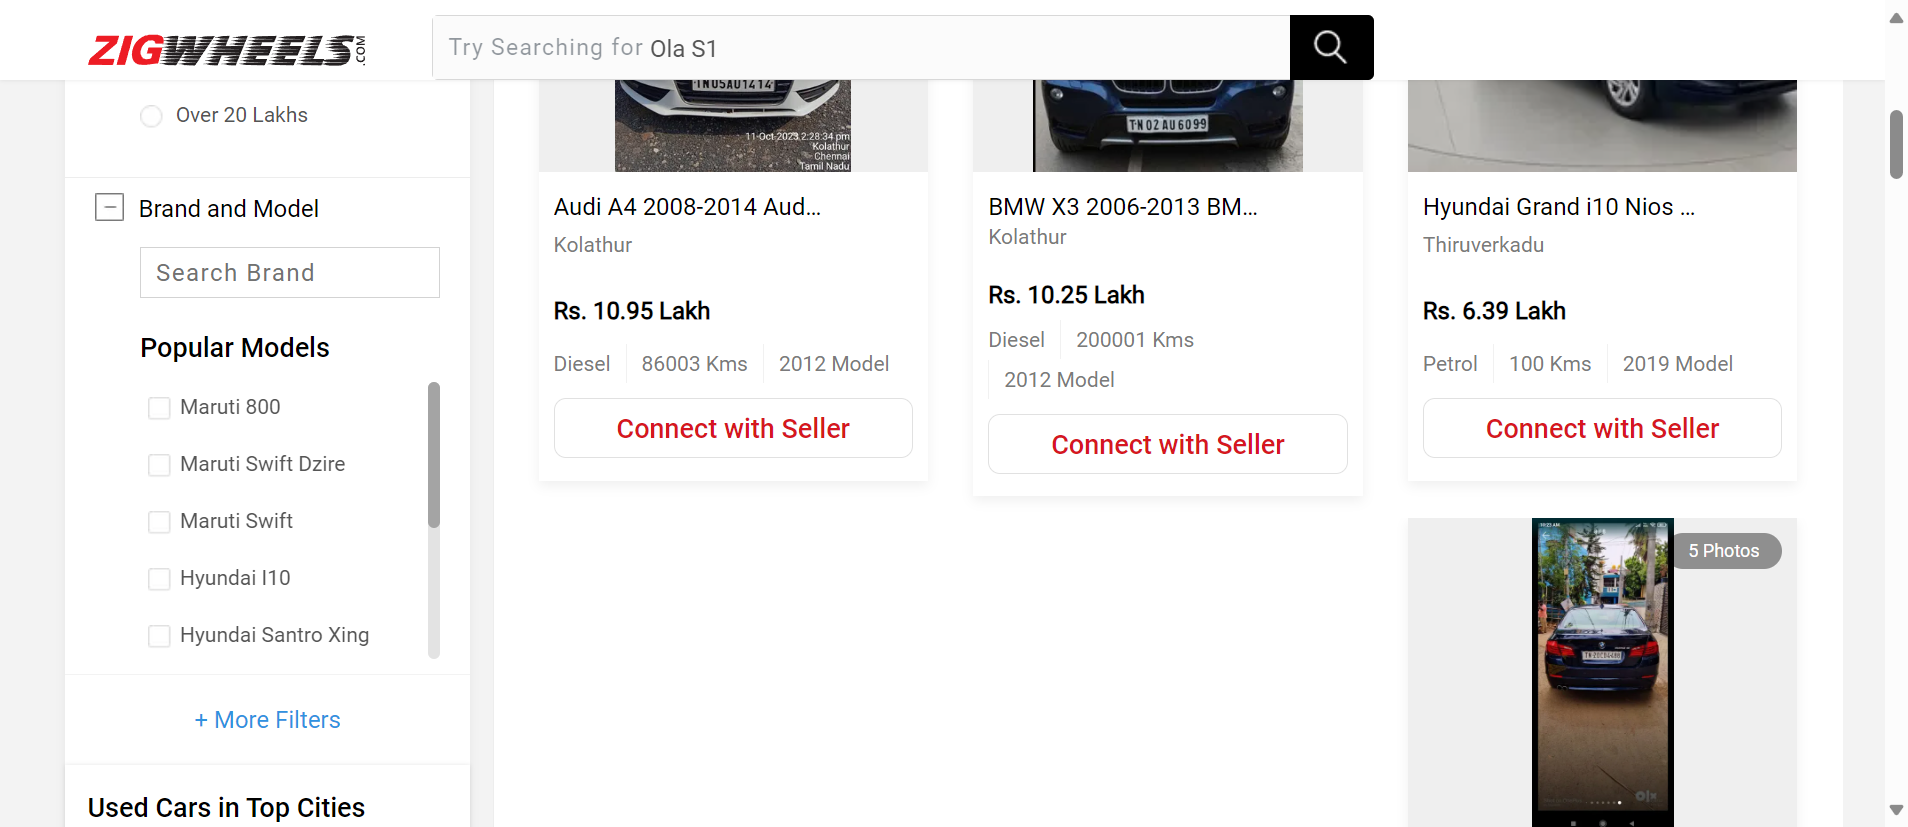 ZIGWHEELS.COM
Try Searching for Ola S1
Over 20 Lakhs
Brand and Model
Search Brand
Popular Models
Maruti 800
Maruti Swift Dzire
Maruti Swift
Hyundai I10
Hyundai Santro Xing
+ More Filters
Used Cars in Top Cities
TN05AU1414
11-Oct-2023 2:28:34 pm
Kolathur
Chennai
Tamil Nadu
Audi A4 2008-2014 Aud...
Kolathur
Rs. 10.95 Lakh
Diesel
86003 Kms
2012 Model
Connect with Seller
TN02AU6099
BMW X3 2006-2013 BM...
Kolathur
Rs. 10.25 Lakh
Diesel
200001 Kms
2012 Model
Connect with Seller
Hyundai Grand i10 Nios ...
Thiruverkadu
Rs. 6.39 Lakh
Petrol
100 Kms
2019 Model
Connect with Seller
5 Photos
olx